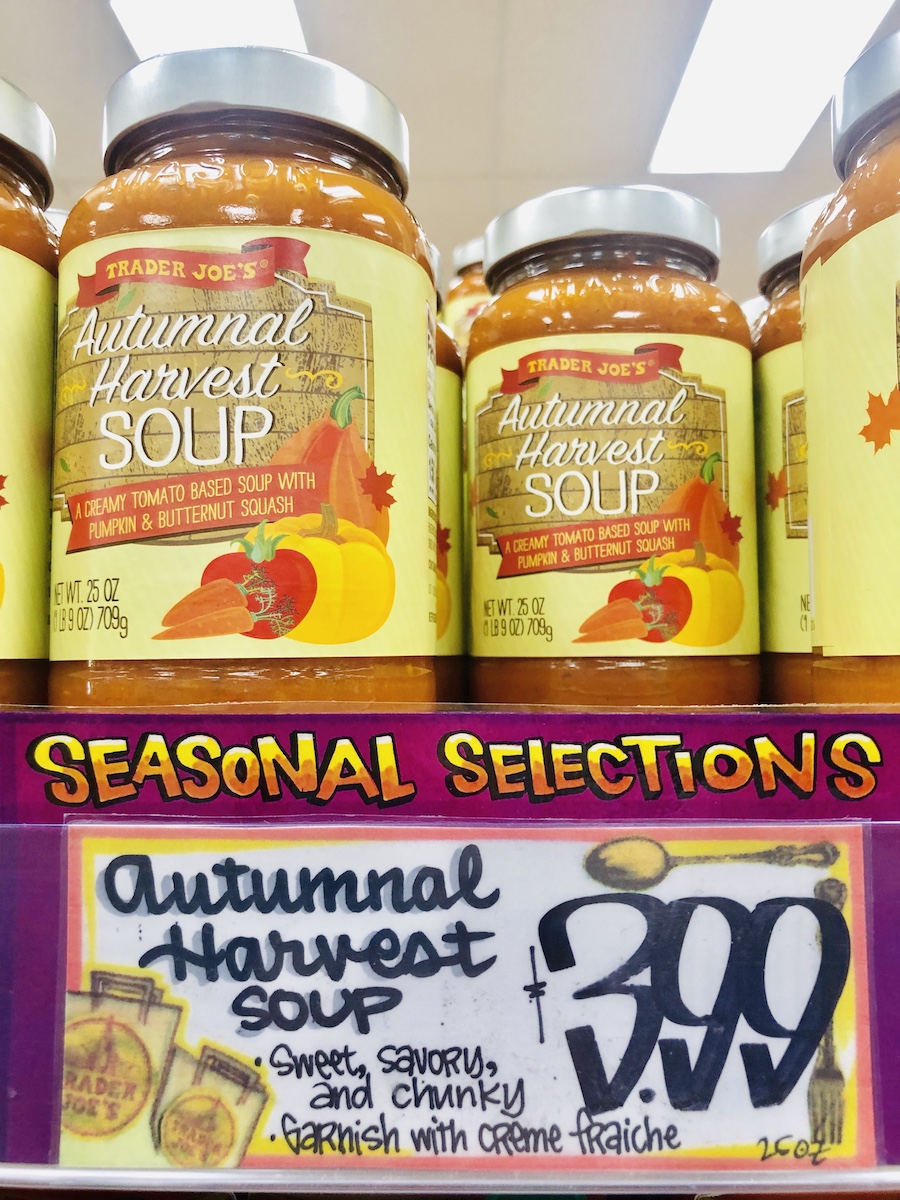 TRADER JOE'S®
Autumnal
Harvest
SOUP
A CREAMY TOMATO BASED SOUP WITH
PUMPKIN & BUTTERNUT SQUASH
NET WT. 25 OZ
(1 LB 9 OZ) 709g
TRADER JOE'S®
Autumnal
Harvest
SOUP
A CREAMY TOMATO BASED SOUP WITH
PUMPKIN & BUTTERNUT SQUASH
NET WT. 25 OZ
(1 LB 9 OZ) 709g
NE
(1
SEASONAL SELECTIONS
Autumnal
Harvest
SOUP
$3.99
• Sweet, savory,
and chunky
• Garnish with creme fraiche
25 oz
TRADER
JOE'S